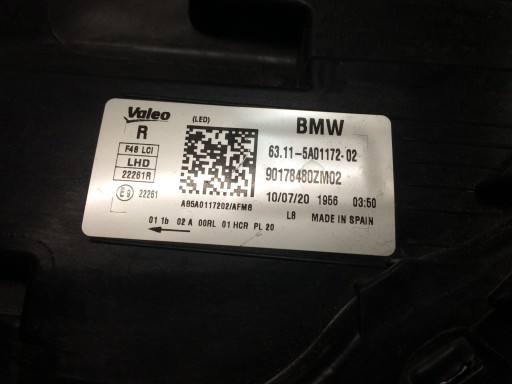 Valeo (LED) BMW
R 63.11-5A01172-02
F48 LCI
LHD 90178480ZM02
22261R
E9 22261 10/07/20 1956 03:50
A85A0117202/AFM6 L8 MADE IN SPAIN
01 1b 02 A 00RL 01 HCR PL 20